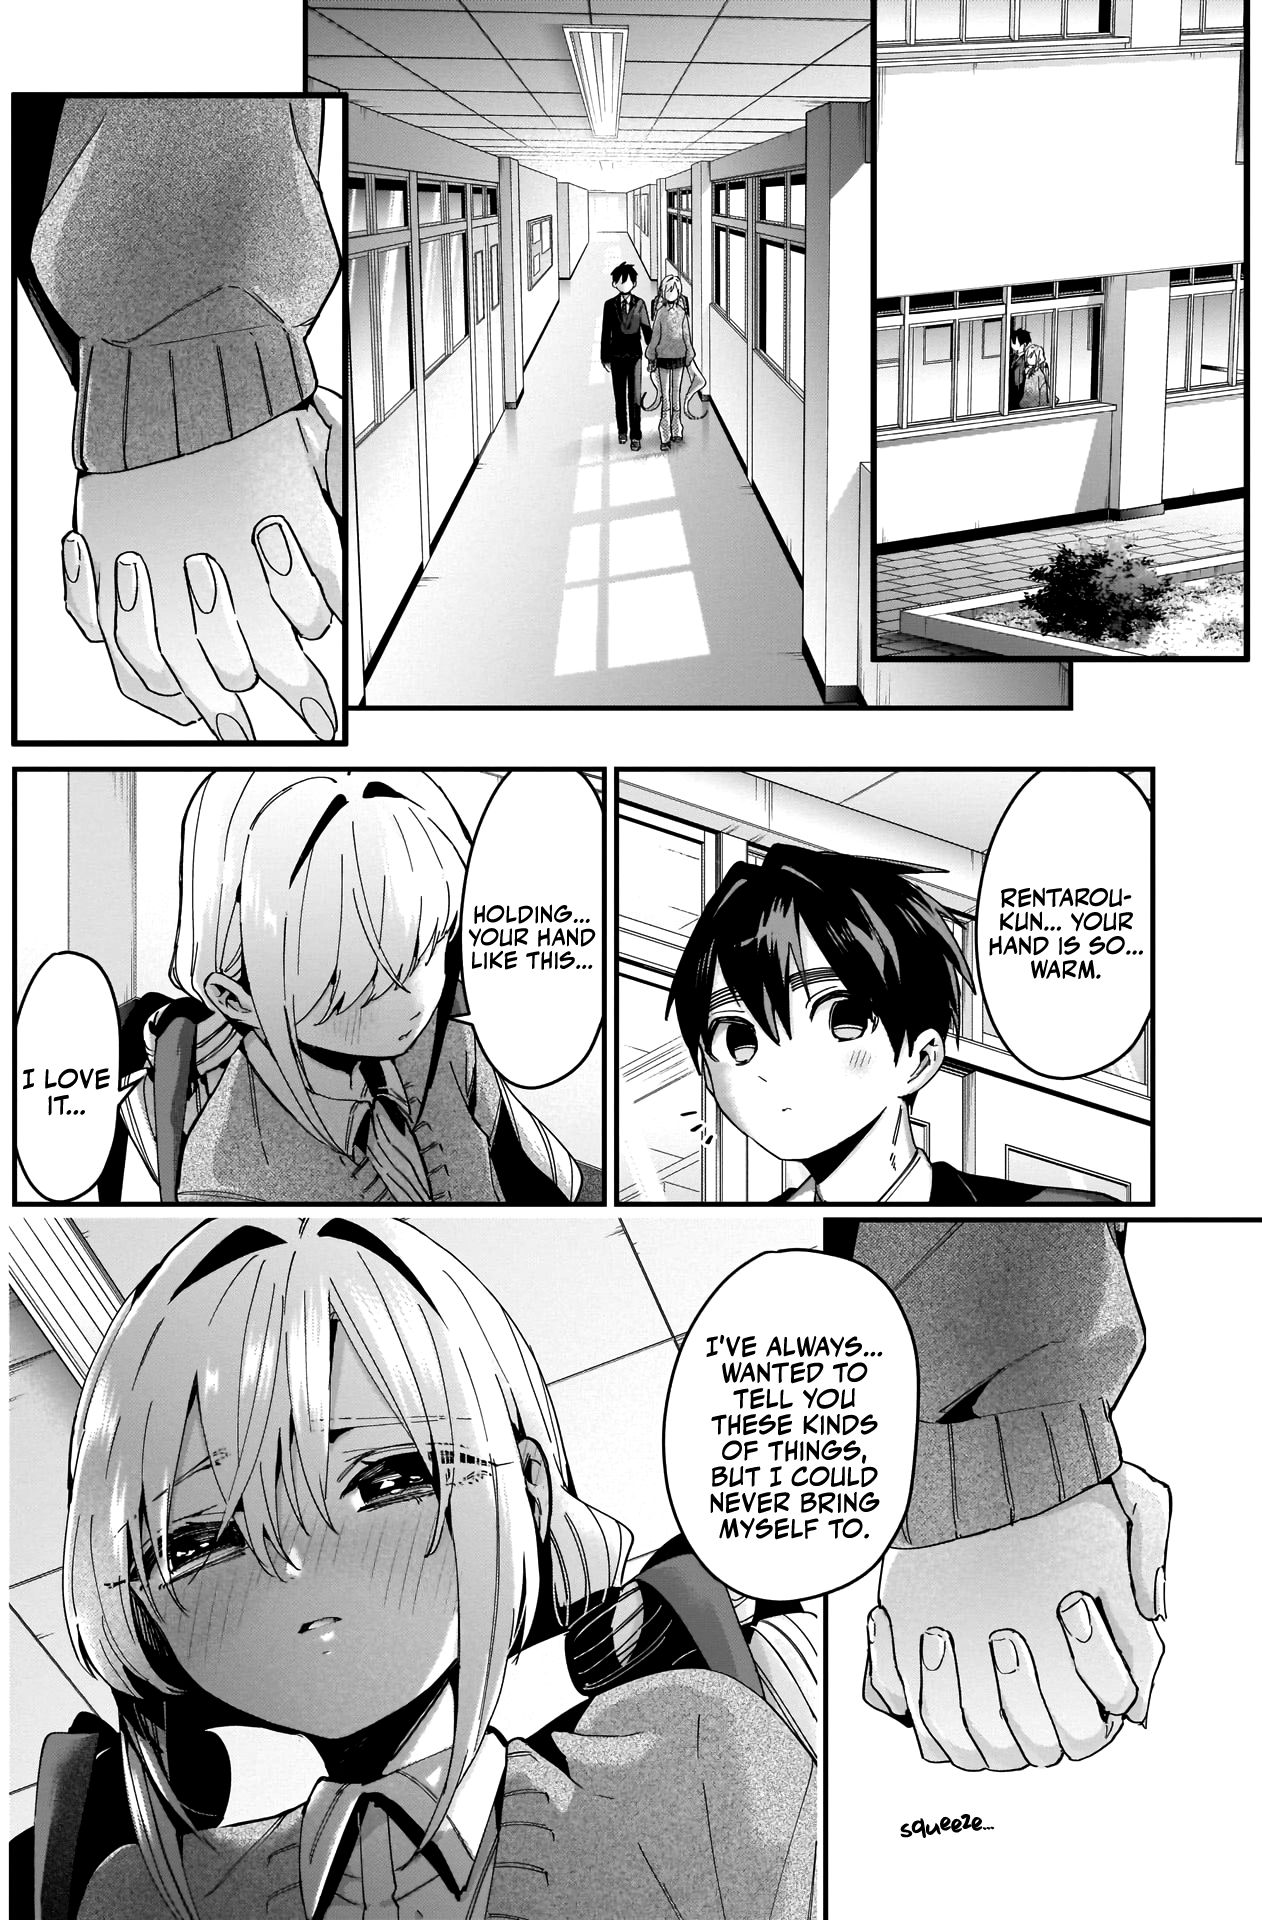 RENTAROU-
KUN... YOUR
HAND IS SO...
WARM.
HOLDING...
YOUR HAND
LIKE THIS...
I LOVE
IT...
I'VE ALWAYS...
WANTED TO
TELL YOU
THESE KINDS
OF THINGS,
BUT I COULD
NEVER BRING
MYSELF TO.
squeeze...